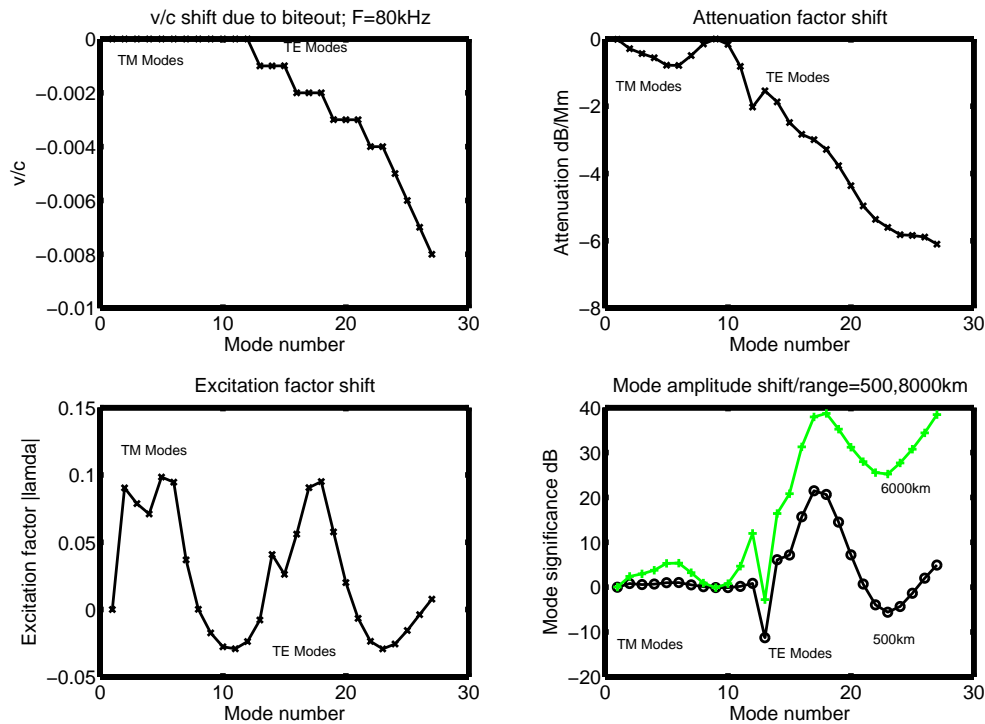 v/c shift due to biteout; F=80kHz
0
−0.002
−0.004
−0.006
−0.008
−0.01
v/c
TM Modes
TE Modes
0
10
20
30
Mode number
Attenuation factor shift
0
−2
−4
−6
−8
Attenuation dB/Mm
TM Modes
TE Modes
0
10
20
30
Mode number
Excitation factor shift
0.15
0.1
0.05
0
−0.05
Excitation factor |lamda|
TM Modes
TE Modes
0
10
20
30
Mode number
Mode amplitude shift/range=500,8000km
40
30
20
10
0
−10
−20
Mode significance dB
6000km
500km
TM Modes
TE Modes
0
10
20
30
Mode number